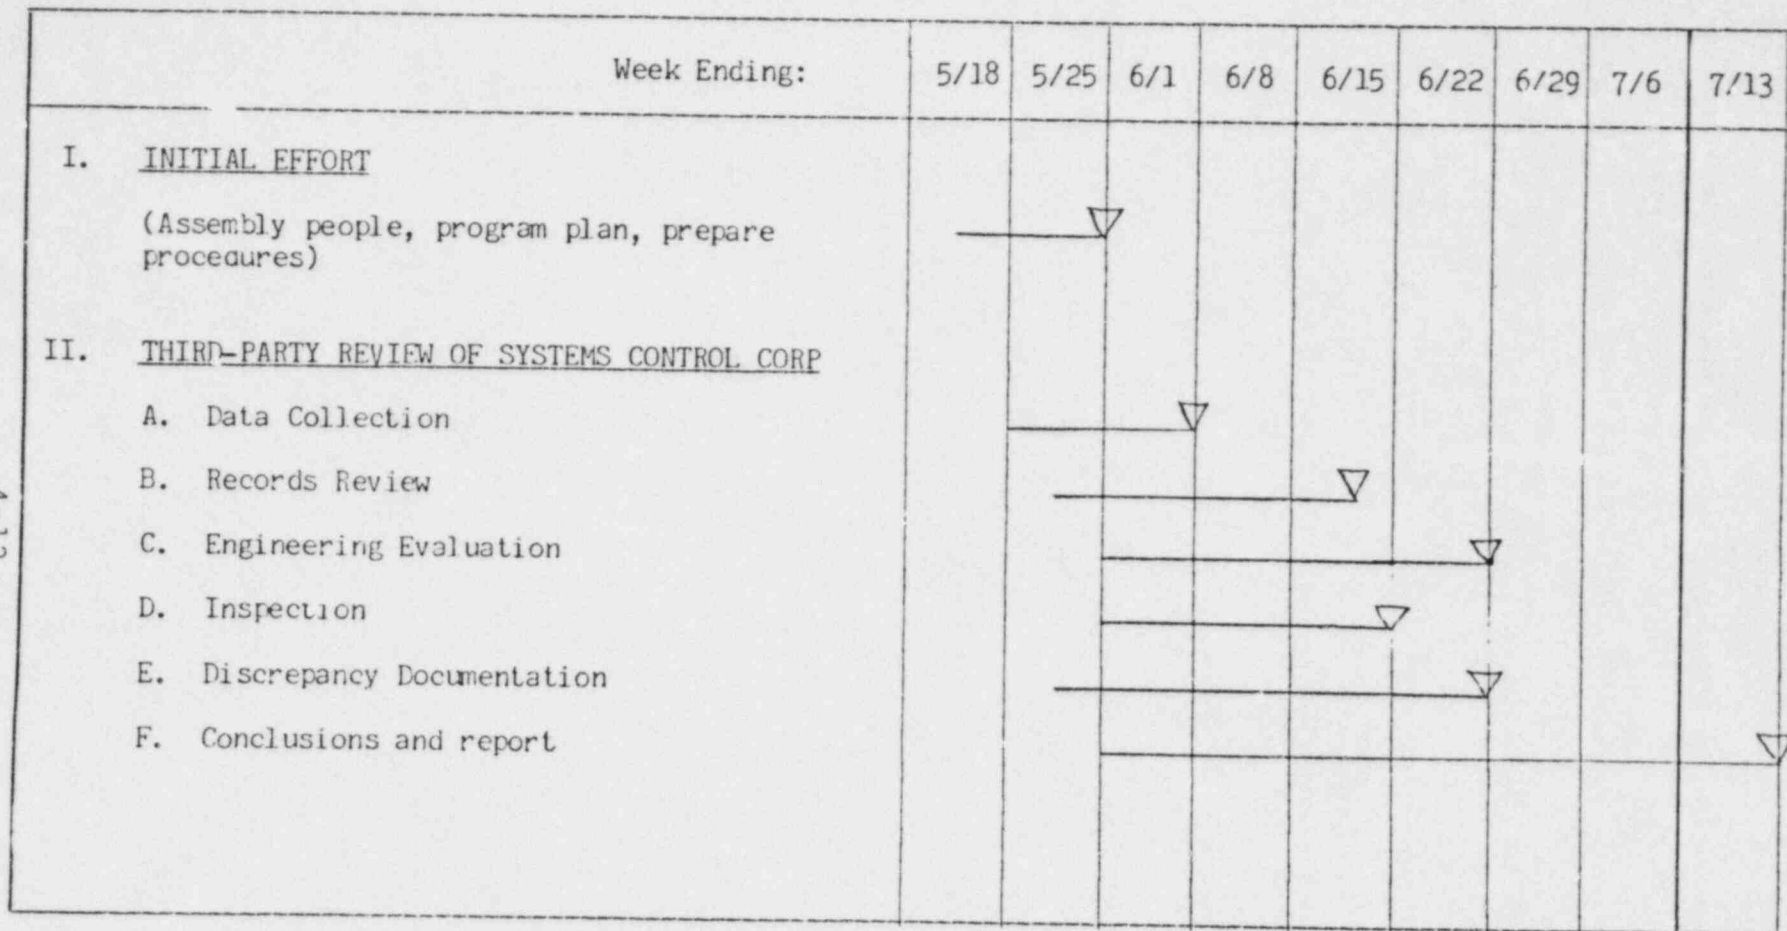 Week Ending: 5/18 5/25 6/1 6/8 6/15 6/22 6/29 7/6 7/13
I. INITIAL EFFORT
(Assembly people, program plan, prepare
procedures)
II. THIRD-PARTY REVIEW OF SYSTEMS CONTROL CORP
A. Data Collection
B. Records Review
C. Engineering Evaluation
D. Inspection
E. Discrepancy Documentation
F. Conclusions and report